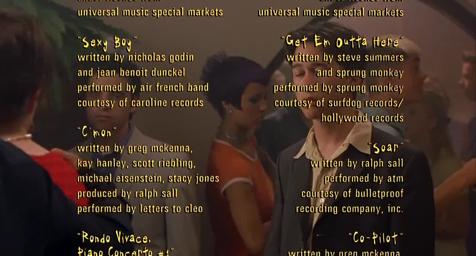 universal music special markets
"Sexy Boy"
written by nicholas godin
and jean benoit dunckel
performed by air french band
courtesy of caroline records
"C'mon"
written by greg mckenna,
kay hanley, scott riebling,
michael eisenstein, stacy jones
produced by ralph sall
performed by letters to cleo
"Rondo Vivace,
Piano Concerto #1"
universal music special markets
"Get Em Outta Here"
written by steve summers
and sprung monkey
performed by sprung monkey
courtesy of surfdog records/
hollywood records
"Soar"
written by ralph sall
performed by atm
courtesy of bulletproof
recording company, inc.
"Co-Pilot"
written by greg mckenna,